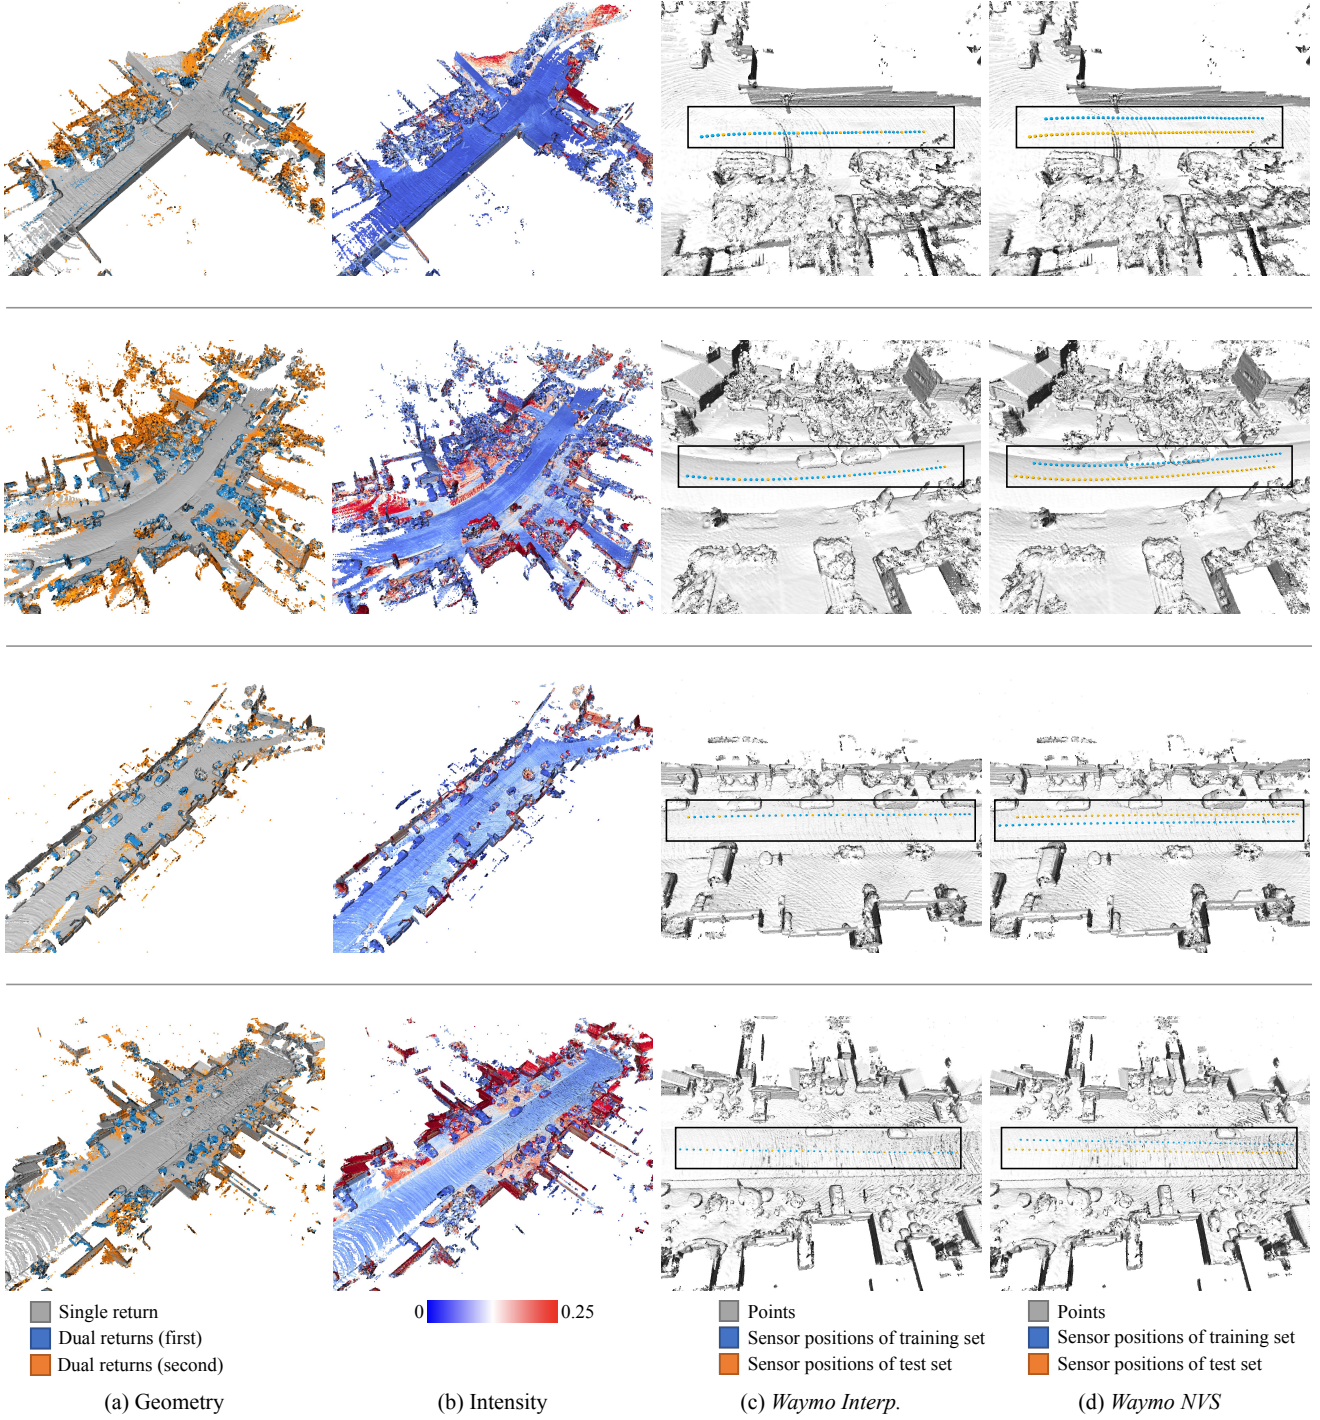 Single return
Dual returns (first)
Dual returns (second)
0 0.25
Points
Sensor positions of training set
Sensor positions of test set
Points
Sensor positions of training set
Sensor positions of test set
(a) Geometry
(b) Intensity
(c) Waymo Interp.
(d) Waymo NVS